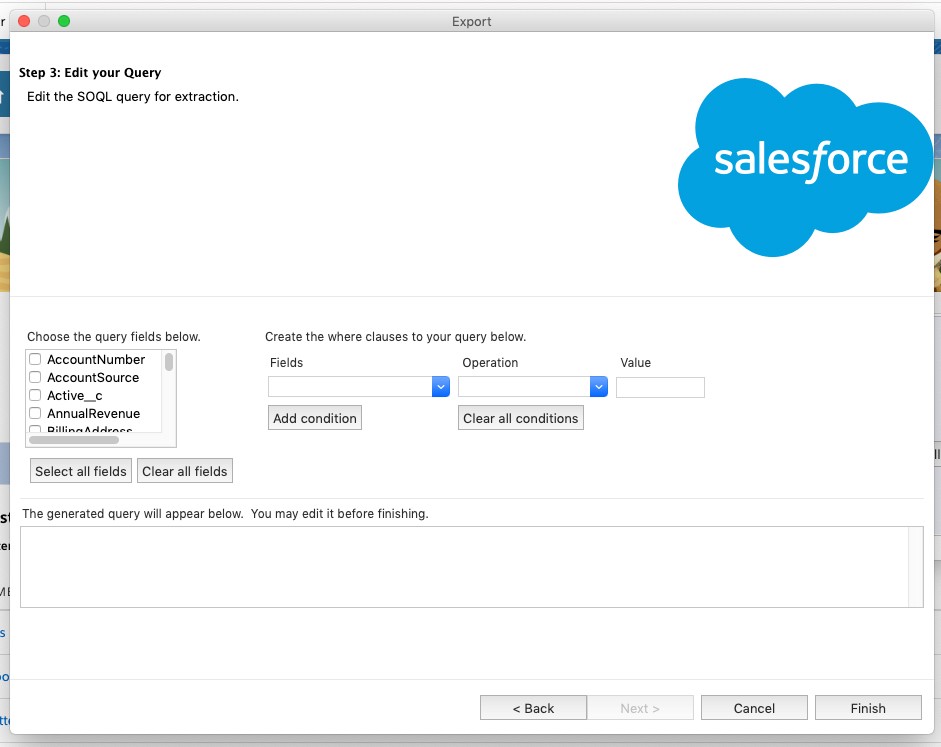 Export
Step 3: Edit your Query
Edit the SOQL query for extraction.
salesforce
Choose the query fields below.
Create the where clauses to your query below.
AccountNumber
AccountSource
Active__c
AnnualRevenue
BillingAddress
Fields
Operation
Value
Add condition
Clear all conditions
Select all fields
Clear all fields
The generated query will appear below.  You may edit it before finishing.
< Back
Next >
Cancel
Finish